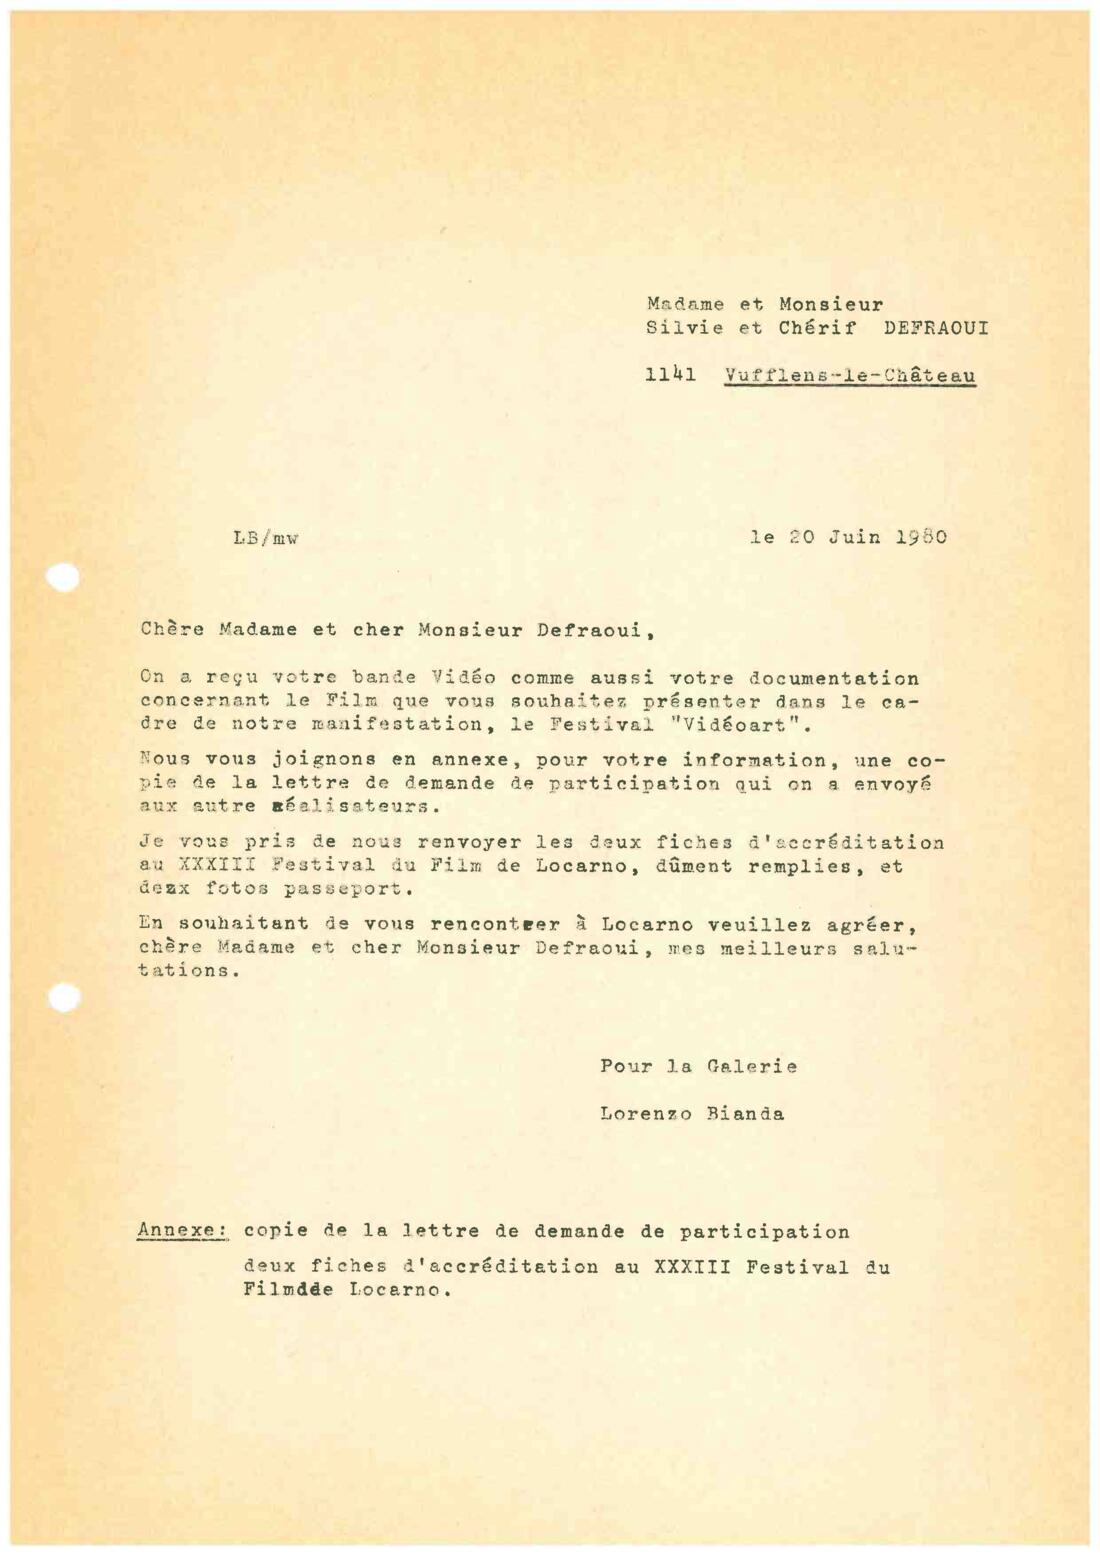 Madame et Monsieur
Silvie et Chérif DEFRAOUI
1141 Vufflens-le-Château
LB/mw
le 20 Juin 1980
Chère Madame et cher Monsieur Defraoui,
On a reçu votre bande Vidéo comme aussi votre documentation
concernant le Film que vous souhaitez présenter dans le ca-
dre de notre manifestation, le Festival "Vidéoart".
Nous vous joignons en annexe, pour votre information, une co-
pie de la lettre de demande de participation qui on a envoyé
aux autre réalisateurs.
Je vous pris de nous renvoyer les deux fiches d'accréditation
au XXXIII Festival du Film de Locarno, dûment remplies, et
deux fotos passeport.
En souhaitant de vous rencontrer à Locarno veuillez agréer,
chère Madame et cher Monsieur Defraoui, mes meilleurs salu-
tations.
Pour la Galerie
Lorenzo Bianda
Annexe: copie de la lettre de demande de participation
deux fiches d'accréditation au XXXIII Festival du
Film de Locarno.